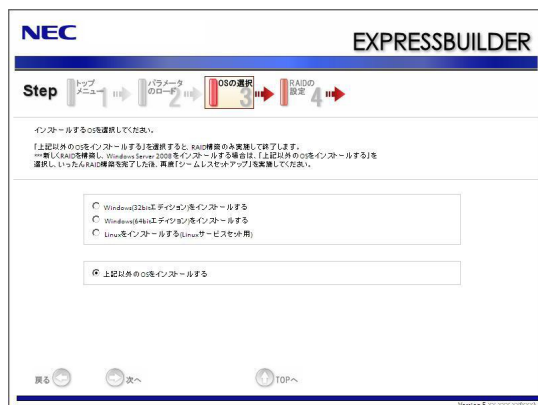 NEC
EXPRESSBUILDER
Step
トップ
メニュー 1
パラメータ
のロード 2
OSの選択
3
RAIDの
設定 4
インストールするOSを選択してください。
「上記以外のOSをインストールする」を選択すると、RAID構築のみ実施して終了します。
***新しくRAIDを構築し、Windows Server 2008をインストールする場合は、「上記以外のOSをインストールする」を
選択し、いったんRAID構築を完了した後、再度「シームレスセットアップ」を実施してください。
Windows(32bitエディション)をインストールする
Windows(64bitエディション)をインストールする
Linuxをインストールする(Linuxサービスセット用)
上記以外のOSをインストールする
戻る
次へ
TOPへ
Version 5